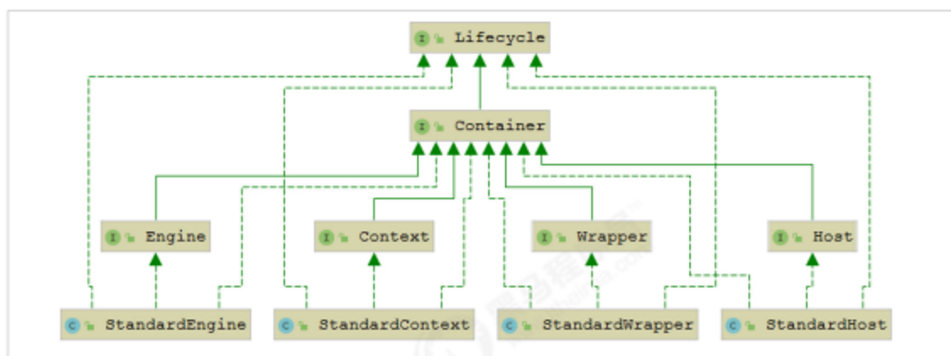 Lifecycle
Container
Engine
Context
Wrapper
Host
StandardEngine
StandardContext
StandardWrapper
StandardHost